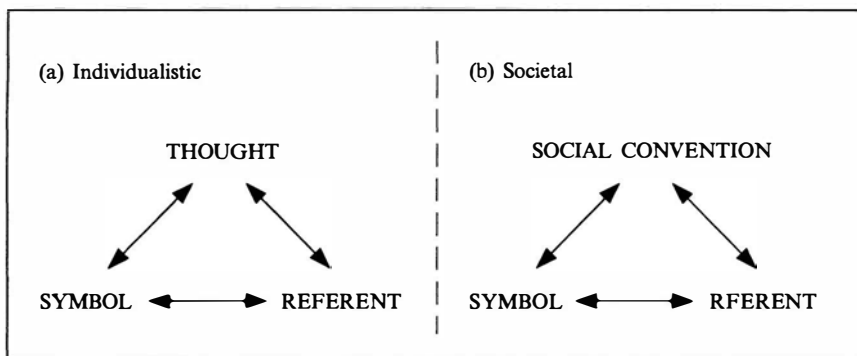 (a) Individualistic
THOUGHT
SYMBOL REFERENT
(b) Societal
SOCIAL CONVENTION
SYMBOL RFERENT